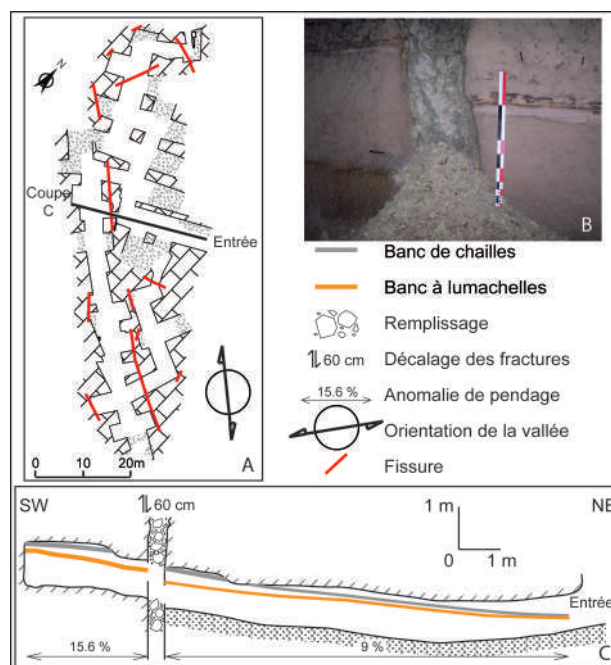 N
Coupe
C
Entrée
0 10 20m
A
B
Banc de chailles
Banc à lumachelles
Remplissage
60 cm Décalage des fractures
15.6 % Anomalie de pendage
Orientation de la vallée
Fissure
SW
60 cm
1 m
NE
0 1 m
Entrée
15.6 %
9 %
C